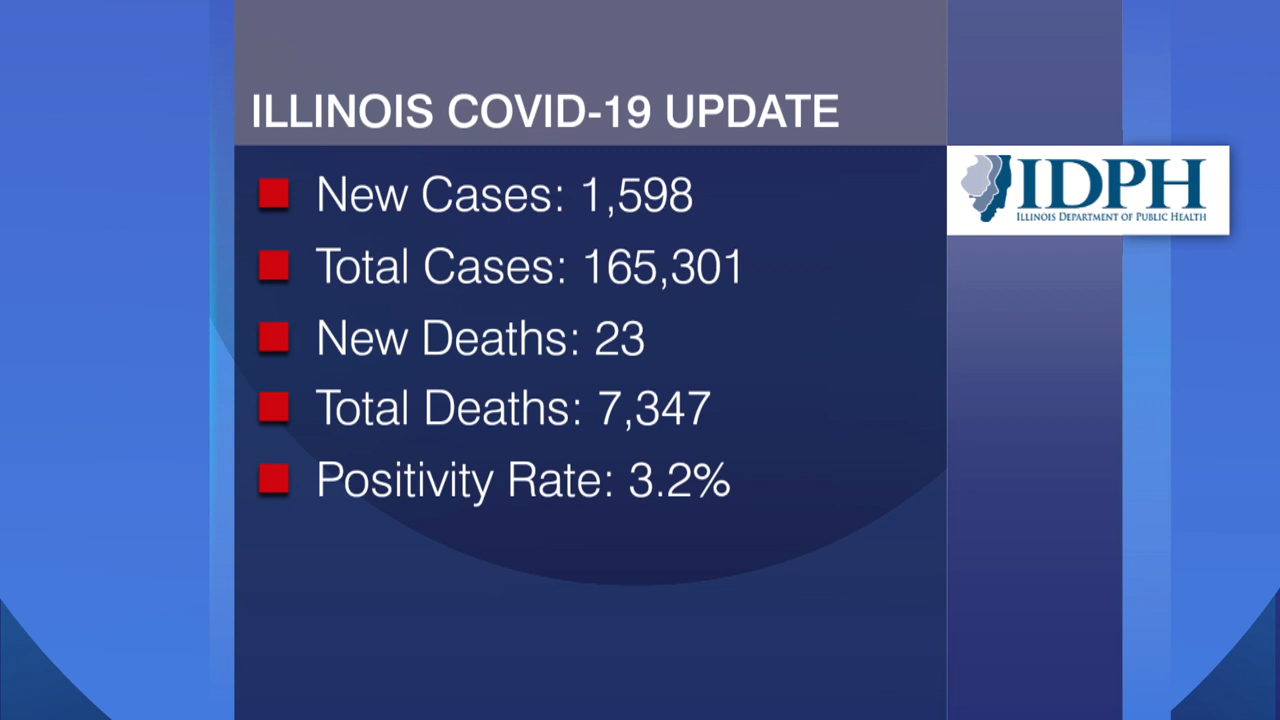 ILLINOIS COVID-19 UPDATE
New Cases: 1,598
Total Cases: 165,301
New Deaths: 23
Total Deaths: 7,347
Positivity Rate: 3.2%
IDPH
ILLINOIS DEPARTMENT OF PUBLIC HEALTH